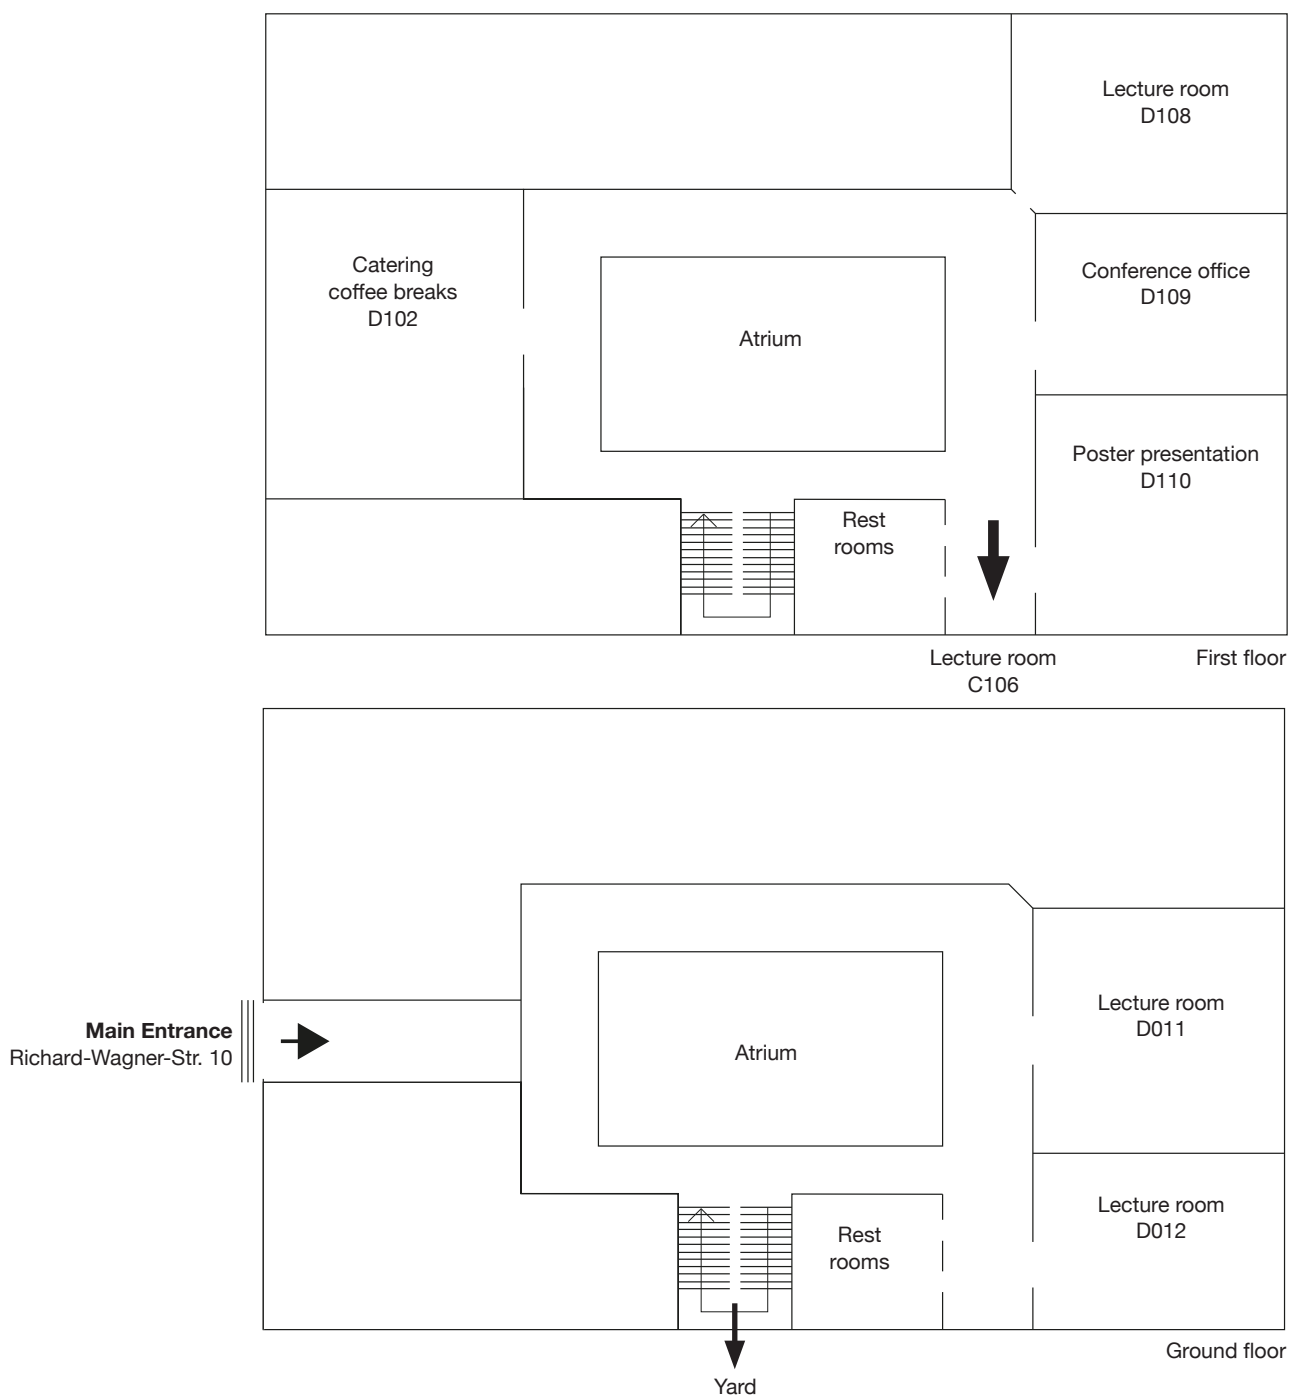 Lecture room
D108
Catering
coffee breaks
D102
Conference office
D109
Atrium
Poster presentation
D110
Rest
rooms
Lecture room
C106
First floor
Main Entrance
Richard-Wagner-Str. 10
Lecture room
D011
Atrium
Lecture room
D012
Rest
rooms
Ground floor
Yard